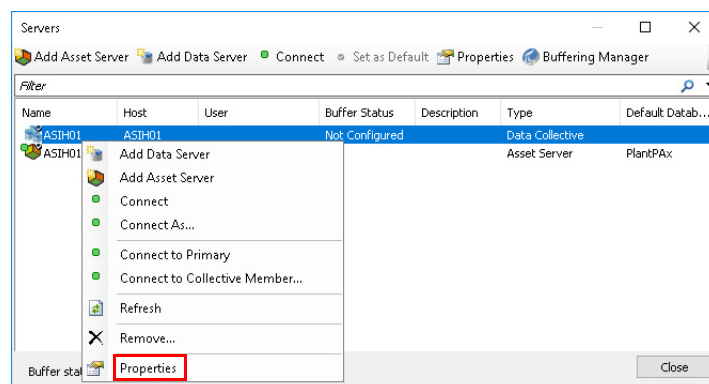 Servers
Add Asset Server Add Data Server Connect Set as Default Properties Buffering Manager
Filter
Name Host User Buffer Status Description Type Default Datab...
ASIH01 ASIH01 Not Configured Data Collective
ASIH01 Asset Server PlantPAx
Add Data Server
Add Asset Server
Connect
Connect As...
Connect to Primary
Connect to Collective Member...
Refresh
Remove...
Properties
Buffer stat
Close